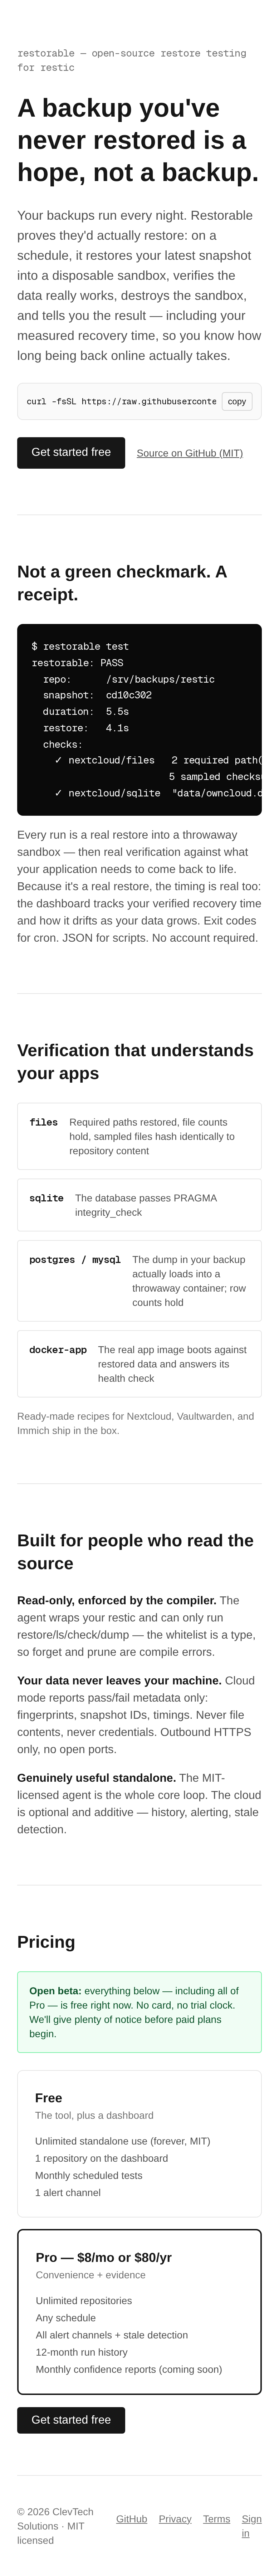 restorable — open-source restore testing
for restic
A backup you've
never restored is a
hope, not a backup.
Your backups run every night. Restorable
proves they'd actually restore: on a
schedule, it restores your latest snapshot
into a disposable sandbox, verifies the
data really works, destroys the sandbox,
and tells you the result — including your
measured recovery time, so you know how
long being back online actually takes.
curl -fsSL https://raw.githubuserconte
copy
Get started free
Source on GitHub (MIT)
Not a green checkmark. A
receipt.
$ restorable test
restorable: PASS
repo: /srv/backups/restic
snapshot: cd10c302
duration: 5.5s
restore: 4.1s
checks:
✓ nextcloud/files 2 required path(
5 sampled checksu
✓ nextcloud/sqlite "data/owncloud.d
Every run is a real restore into a throwaway
sandbox — then real verification against what
your application needs to come back to life.
Because it's a real restore, the timing is real too:
the dashboard tracks your verified recovery time
and how it drifts as your data grows. Exit codes
for cron. JSON for scripts. No account required.
Verification that understands
your apps
files Required paths restored, file counts
hold, sampled files hash identically to
repository content
sqlite The database passes PRAGMA
integrity_check
postgres / mysql The dump in your backup
actually loads into a
throwaway container; row
counts hold
docker-app The real app image boots against
restored data and answers its
health check
Ready-made recipes for Nextcloud, Vaultwarden, and
Immich ship in the box.
Built for people who read the
source
Read-only, enforced by the compiler. The
agent wraps your restic and can only run
restore/ls/check/dump — the whitelist is a type,
so forget and prune are compile errors.
Your data never leaves your machine. Cloud
mode reports pass/fail metadata only:
fingerprints, snapshot IDs, timings. Never file
contents, never credentials. Outbound HTTPS
only, no open ports.
Genuinely useful standalone. The MIT-
licensed agent is the whole core loop. The cloud
is optional and additive — history, alerting, stale
detection.
Pricing
Open beta: everything below — including all of
Pro — is free right now. No card, no trial clock.
We'll give plenty of notice before paid plans
begin.
Free
The tool, plus a dashboard
Unlimited standalone use (forever, MIT)
1 repository on the dashboard
Monthly scheduled tests
1 alert channel
Pro — $8/mo or $80/yr
Convenience + evidence
Unlimited repositories
Any schedule
All alert channels + stale detection
12-month run history
Monthly confidence reports (coming soon)
Get started free
© 2026 ClevTech
Solutions · MIT
licensed
GitHub
Privacy
Terms
Sign
in